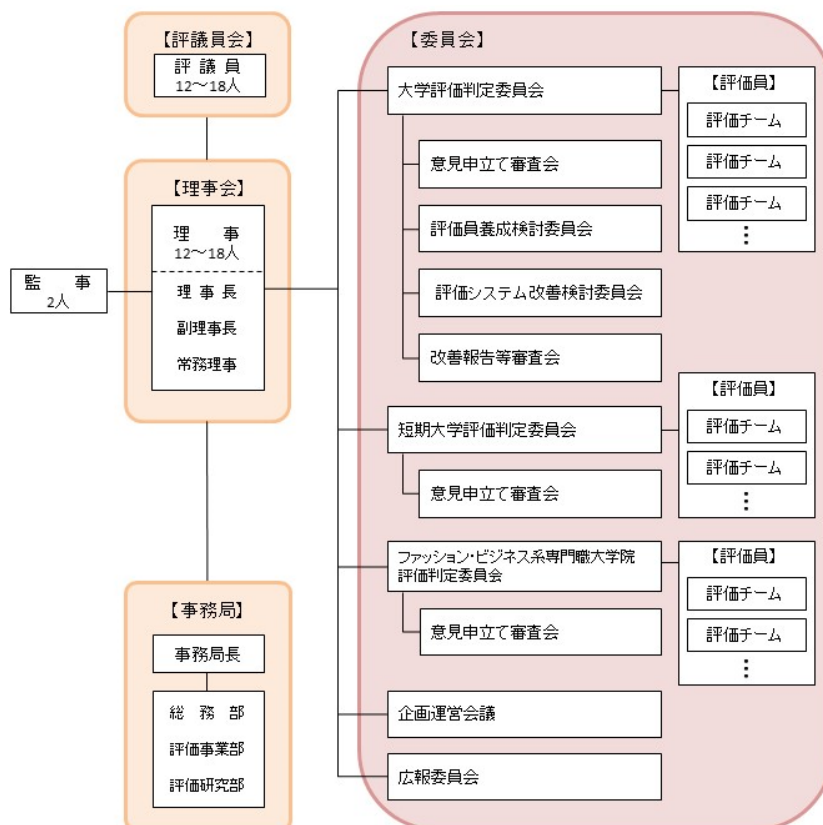 【評議員会】
評 議 員
12～18人
【理事会】
理　事
12～18人
理 事 長
副理事長
常務理事
監　事
2人
【事務局】
事務局長
総 務 部
評価事業部
評価研究部
【委員会】
大学評価判定委員会
意見申立て審査会
評価員養成検討委員会
評価システム改善検討委員会
改善報告等審査会
短期大学評価判定委員会
意見申立て審査会
ファッション・ビジネス系専門職大学院
評価判定委員会
意見申立て審査会
企画運営会議
広報委員会
【評価員】
評価チーム
評価チーム
評価チーム
⋮
【評価員】
評価チーム
評価チーム
⋮
【評価員】
評価チーム
評価チーム
⋮